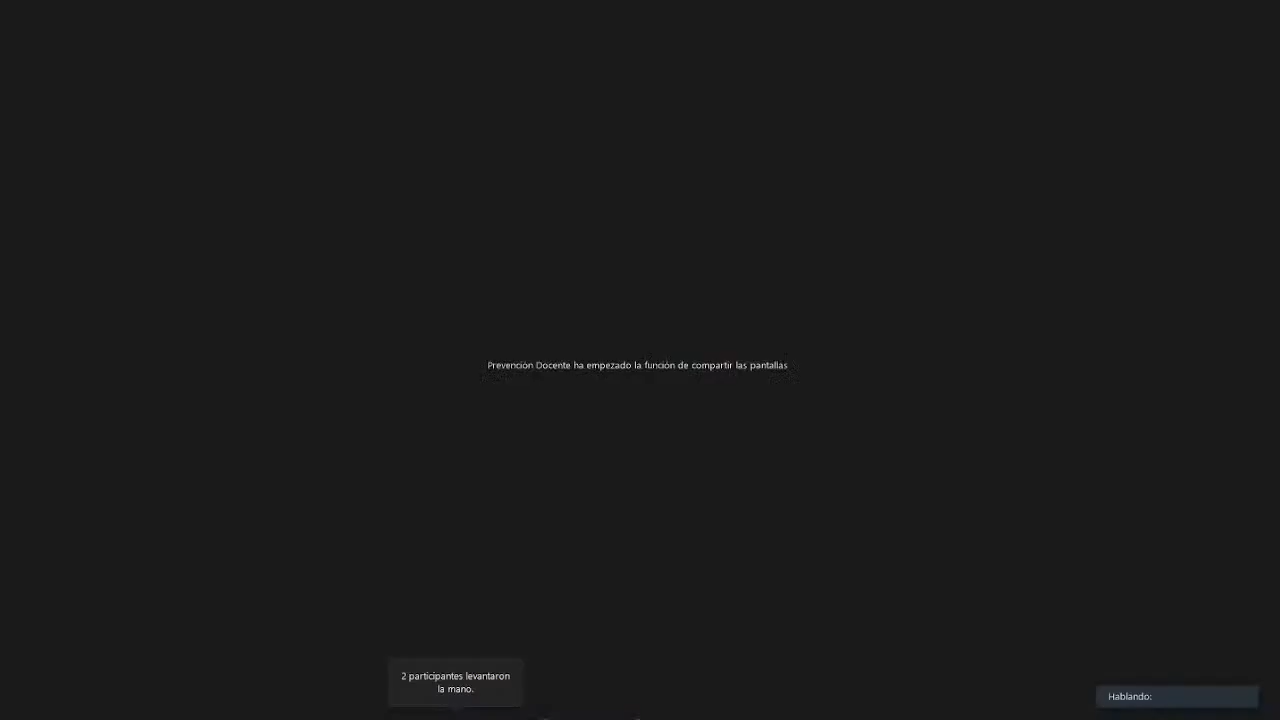 Prevención Docente ha empezado la función de compartir las pantallas
2 participantes levantaron
la mano.
Hablando: